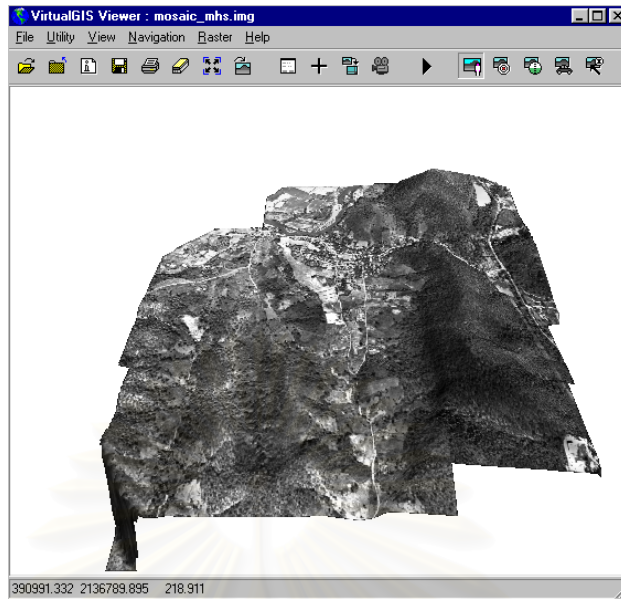 VirtualGIS Viewer : mosaic_mhs.img
File Utility View Navigation Raster Help
390991.332 2136789.895 218.911